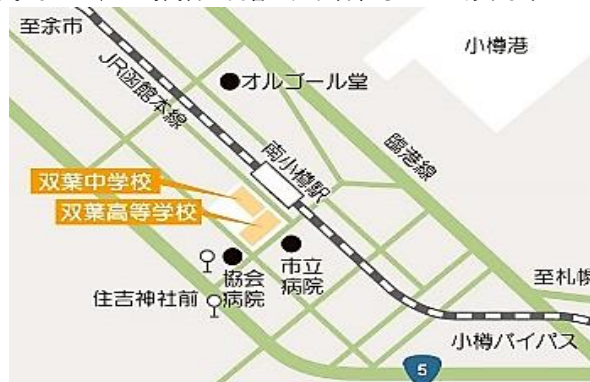 至余市
小樽港
オルゴール堂
JR函館本線
臨港線
南小樽駅
双葉中学校
双葉高等学校
市立
病院
協会
病院
至札幌
住吉神社前
小樽バイパス
5